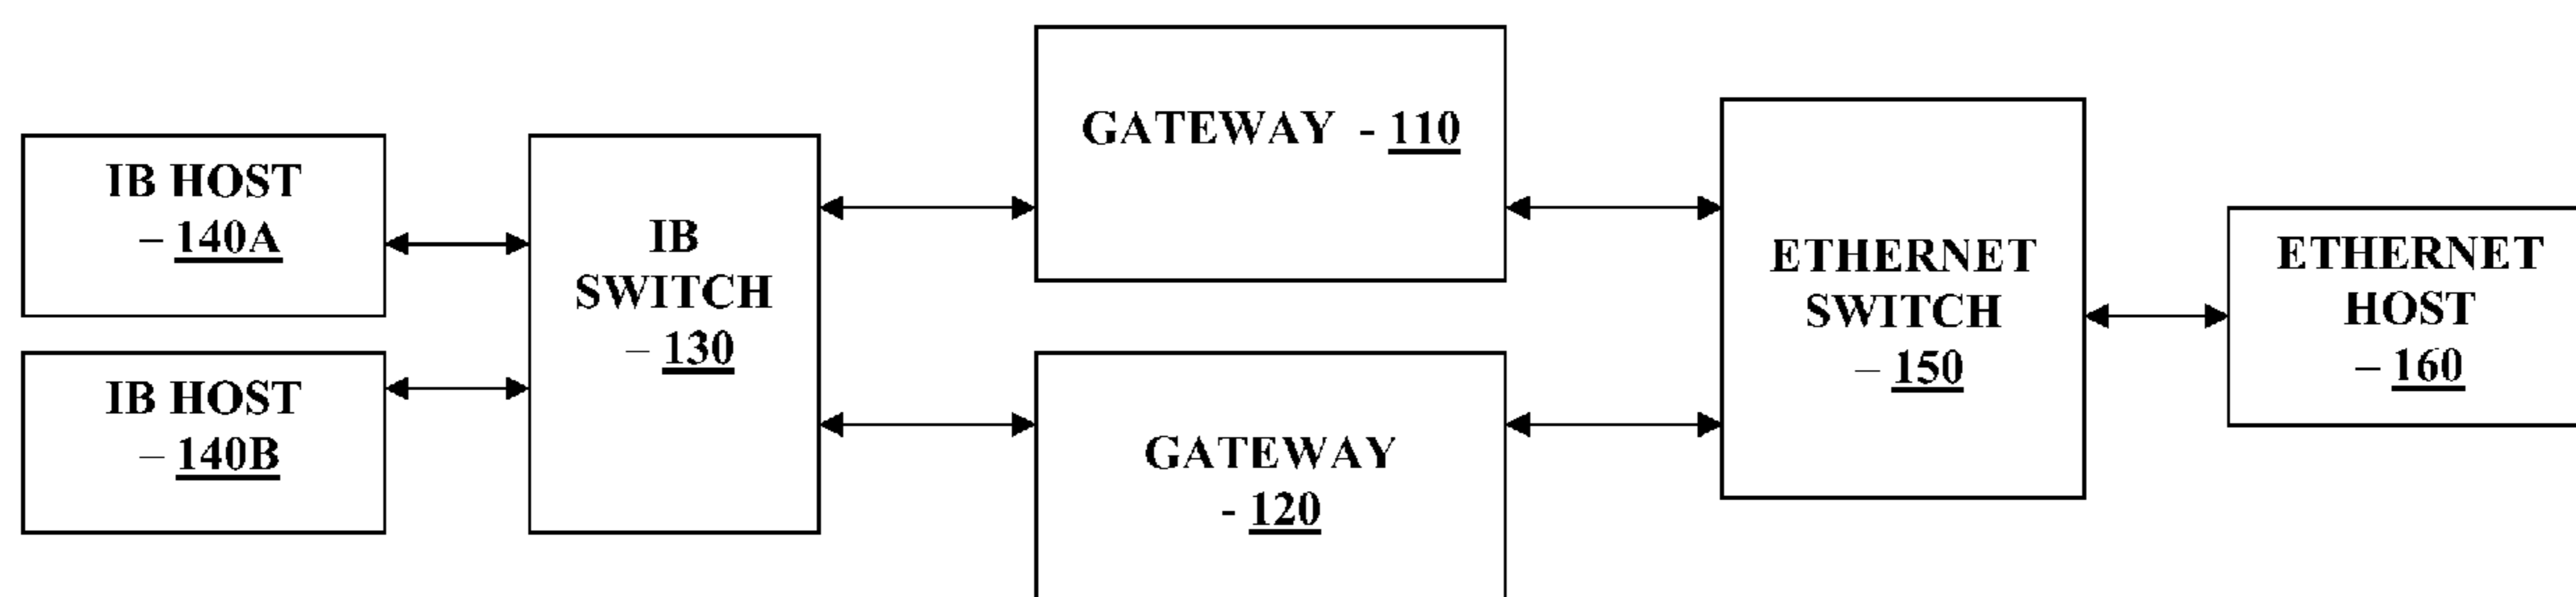 IB HOST
– 140A
IB HOST
– 140B
IB
SWITCH
– 130
GATEWAY - 110
GATEWAY
- 120
ETHERNET
SWITCH
– 150
ETHERNET
HOST
– 160